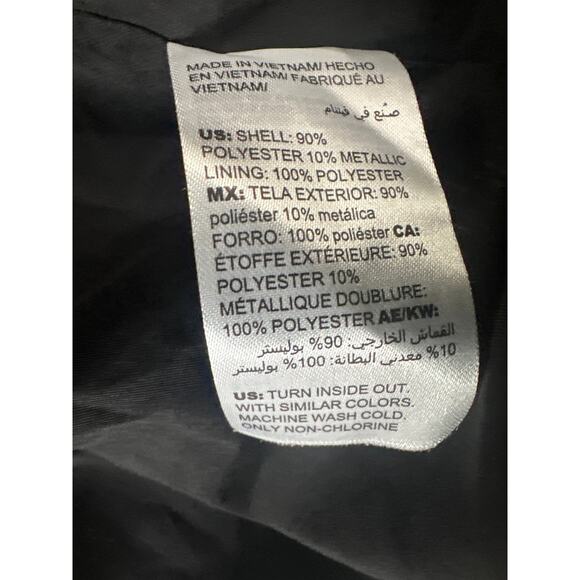 MADE IN VIETNAM/ HECHO
EN VIETNAM/ FABRIQUÉ AU
VIETNAM/
صنع في فيتنام
US: SHELL: 90%
POLYESTER 10% METALLIC
LINING: 100% POLYESTER
MX: TELA EXTERIOR: 90%
poliéster 10% metálica
FORRO: 100% poliéster CA:
ÉTOFFE EXTÉRIEURE: 90%
POLYESTER 10%
MÉTALLIQUE DOUBLURE:
100% POLYESTER AE/KW:
القماش الخارجي: 90% بوليستر
10% معدني البطانة: 100% بوليستر
US: TURN INSIDE OUT.
WITH SIMILAR COLORS.
MACHINE WASH COLD.
ONLY NON-CHLORINE